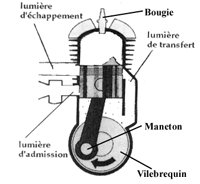 Bougie
lumière
d'échappement
lumière
de transfert
Maneton
lumière
d'admission
Vilebrequin